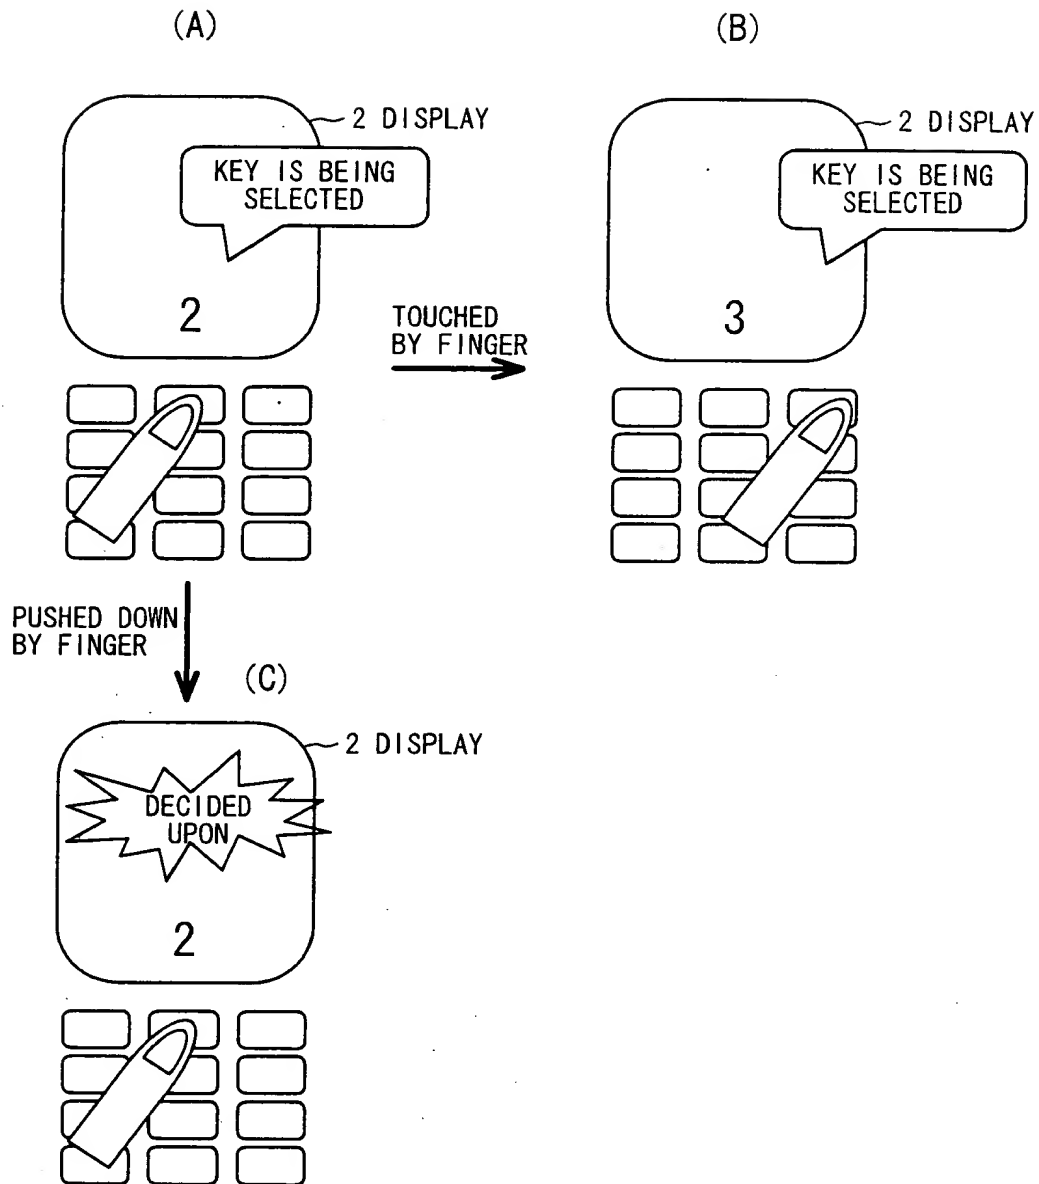 (A)
2 DISPLAY
KEY IS BEING
SELECTED
2
TOUCHED
BY FINGER
(B)
2 DISPLAY
KEY IS BEING
SELECTED
3
PUSHED DOWN
BY FINGER
(C)
2 DISPLAY
DECIDED
UPON
2